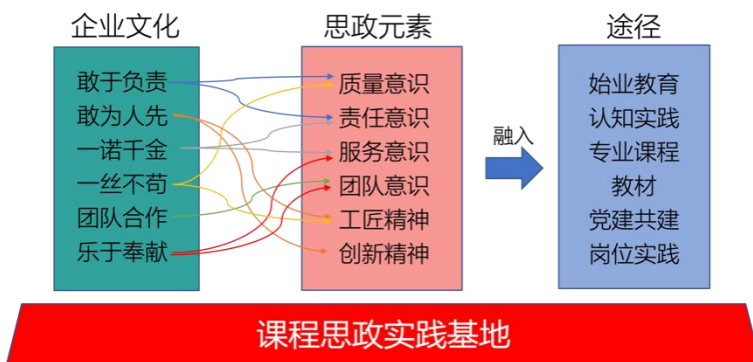 企业文化
敢于负责
敢为人先
一诺千金
一丝不苟
团队合作
乐于奉献
思政元素
质量意识
责任意识
服务意识
团队意识
工匠精神
创新精神
融入
途径
始业教育
认知实践
专业课程
教材
党建共建
岗位实践
课程思政实践基地